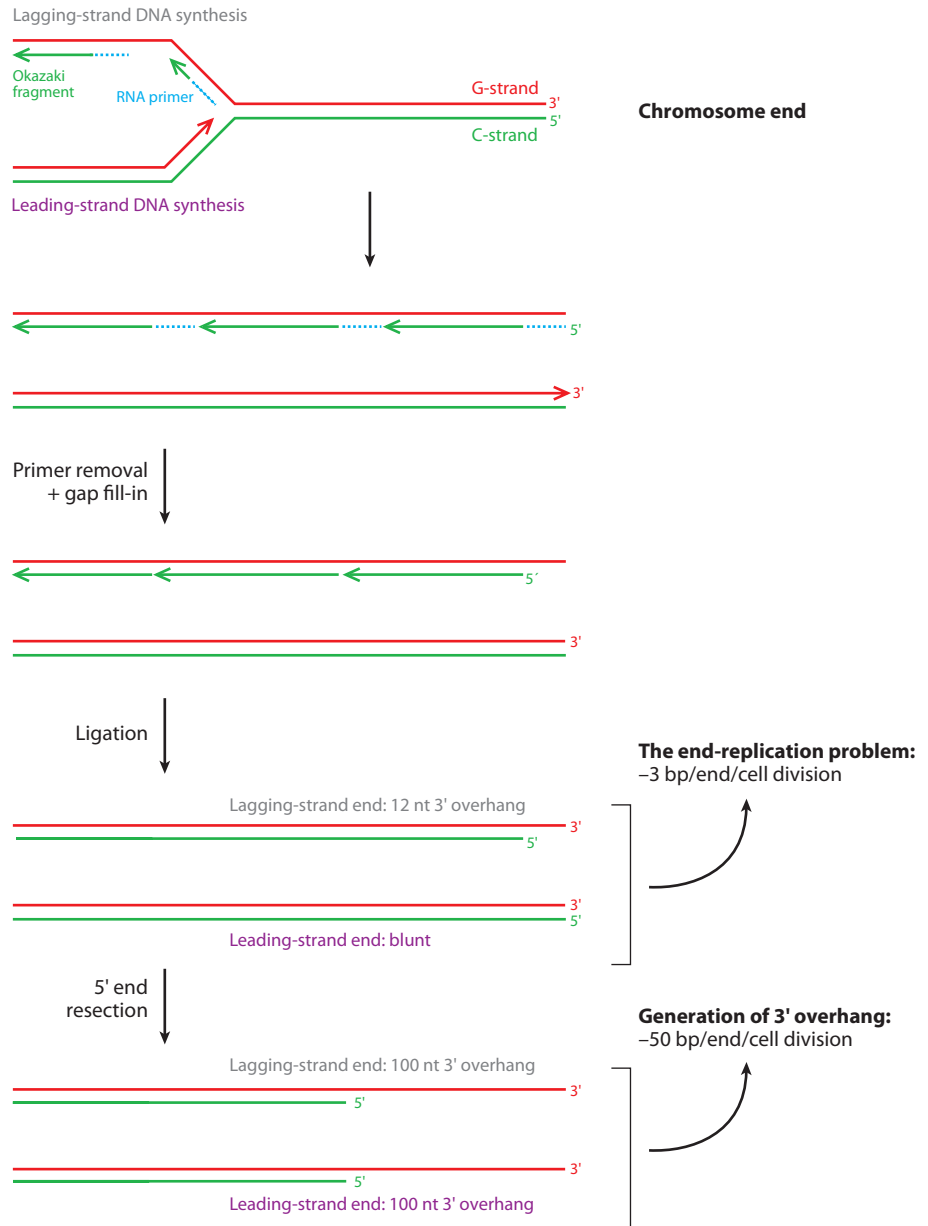 Lagging-strand DNA synthesis
Okazaki
fragment
RNA primer
G-strand
3'
5'
C-strand
Chromosome end
Leading-strand DNA synthesis
5'
3'
Primer removal
+ gap fill-in
5´
3'
Ligation
The end-replication problem:
–3 bp/end/cell division
Lagging-strand end: 12 nt 3' overhang
3'
5'
3'
5'
Leading-strand end: blunt
5' end
resection
Generation of 3' overhang:
–50 bp/end/cell division
Lagging-strand end: 100 nt 3' overhang
3'
5'
3'
5'
Leading-strand end: 100 nt 3' overhang